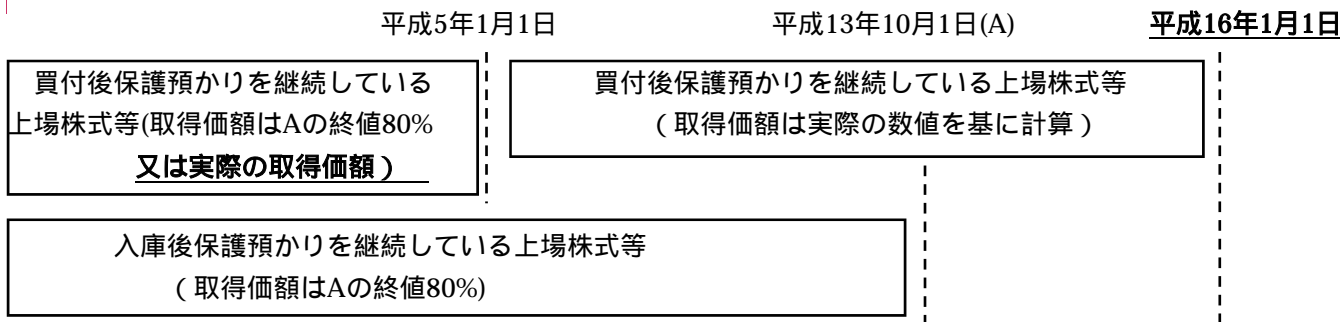 平成5年1月1日 平成13年10月1日(A) 平成16年1月1日
買付後保護預かりを継続している
上場株式等(取得価額はAの終値80%
又は実際の取得価額）
買付後保護預かりを継続している上場株式等
（取得価額は実際の数値を基に計算）
入庫後保護預かりを継続している上場株式等
（取得価額はAの終値80%)